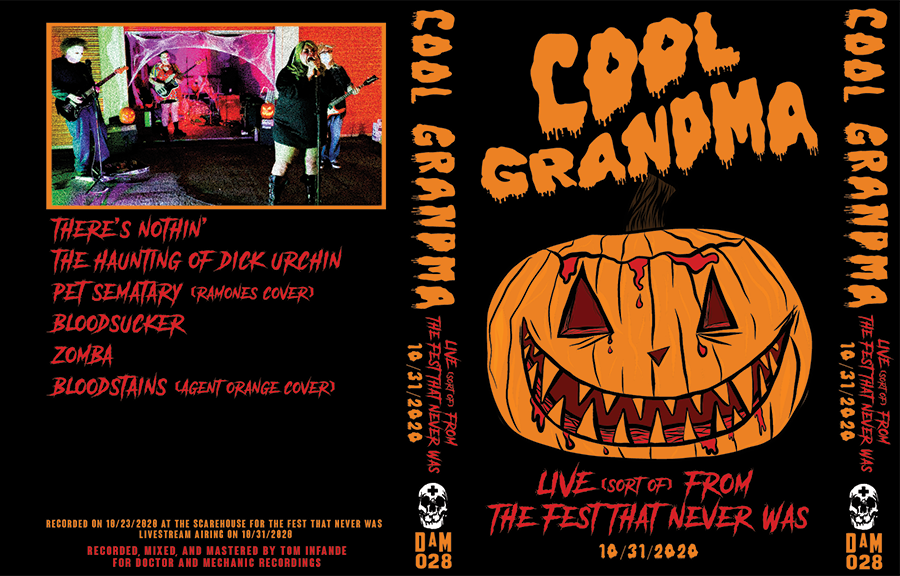 THERE'S NOTHIN'
THE HAUNTING OF DICK URCHIN
PET SEMATARY (RAMONES COVER)
BLOODSUCKER
ZOMBA
BLOODSTAINS (AGENT ORANGE COVER)
RECORDED ON 10/23/2020 AT THE SCAREHOUSE FOR THE FEST THAT NEVER WAS
LIVESTREAM AIRING ON 10/31/2020
RECORDED, MIXED, AND MASTERED BY TOM INFANDE
FOR DOCTOR AND MECHANIC RECORDINGS
COOL GRANDMA
LIVE (SORT OF) FROM
THE FEST THAT NEVER WAS
10/31/2020
DAM
028
COOL
GRANDMA
LIVE (SORT OF) FROM
THE FEST THAT NEVER WAS
10/31/2020
COOL GRANDMA
LIVE (SORT OF) FROM
THE FEST THAT NEVER WAS
10/31/2020
DAM
028